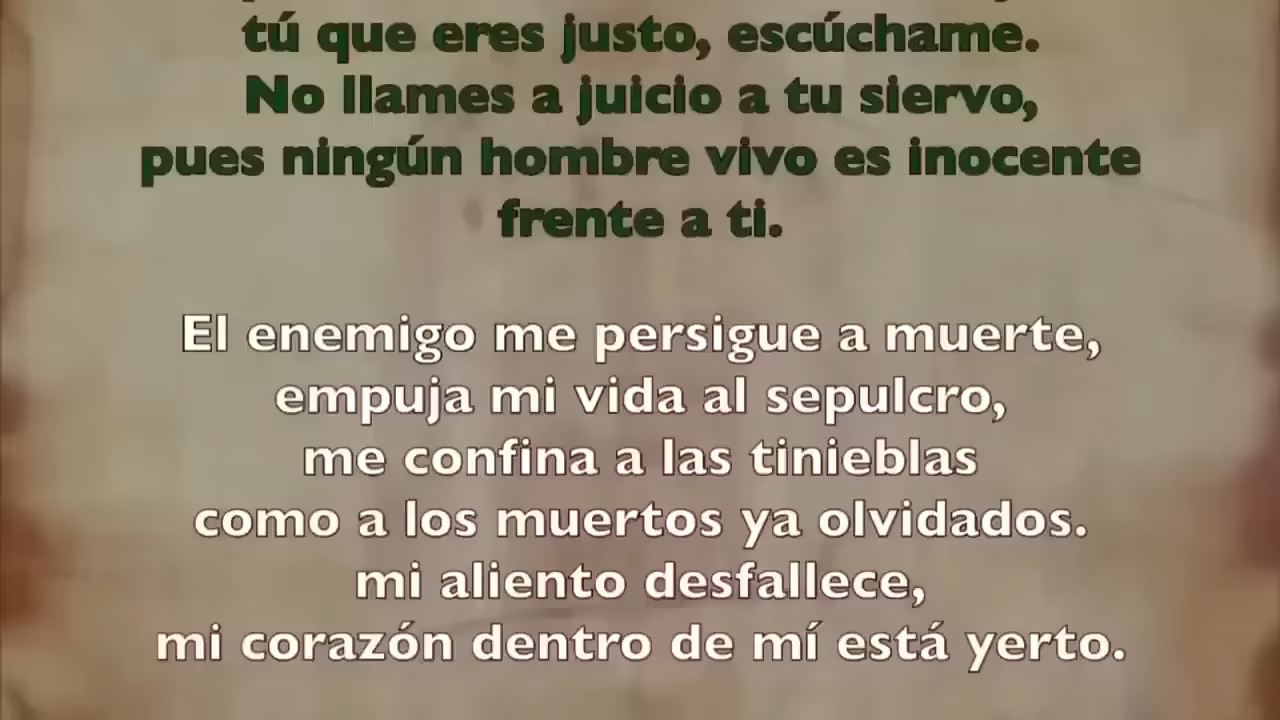 tú que eres justo, escúchame.
No llames a juicio a tu siervo,
pues ningún hombre vivo es inocente
frente a ti.
El enemigo me persigue a muerte,
empuja mi vida al sepulcro,
me confina a las tinieblas
como a los muertos ya olvidados.
mi aliento desfallece,
mi corazón dentro de mí está yerto.